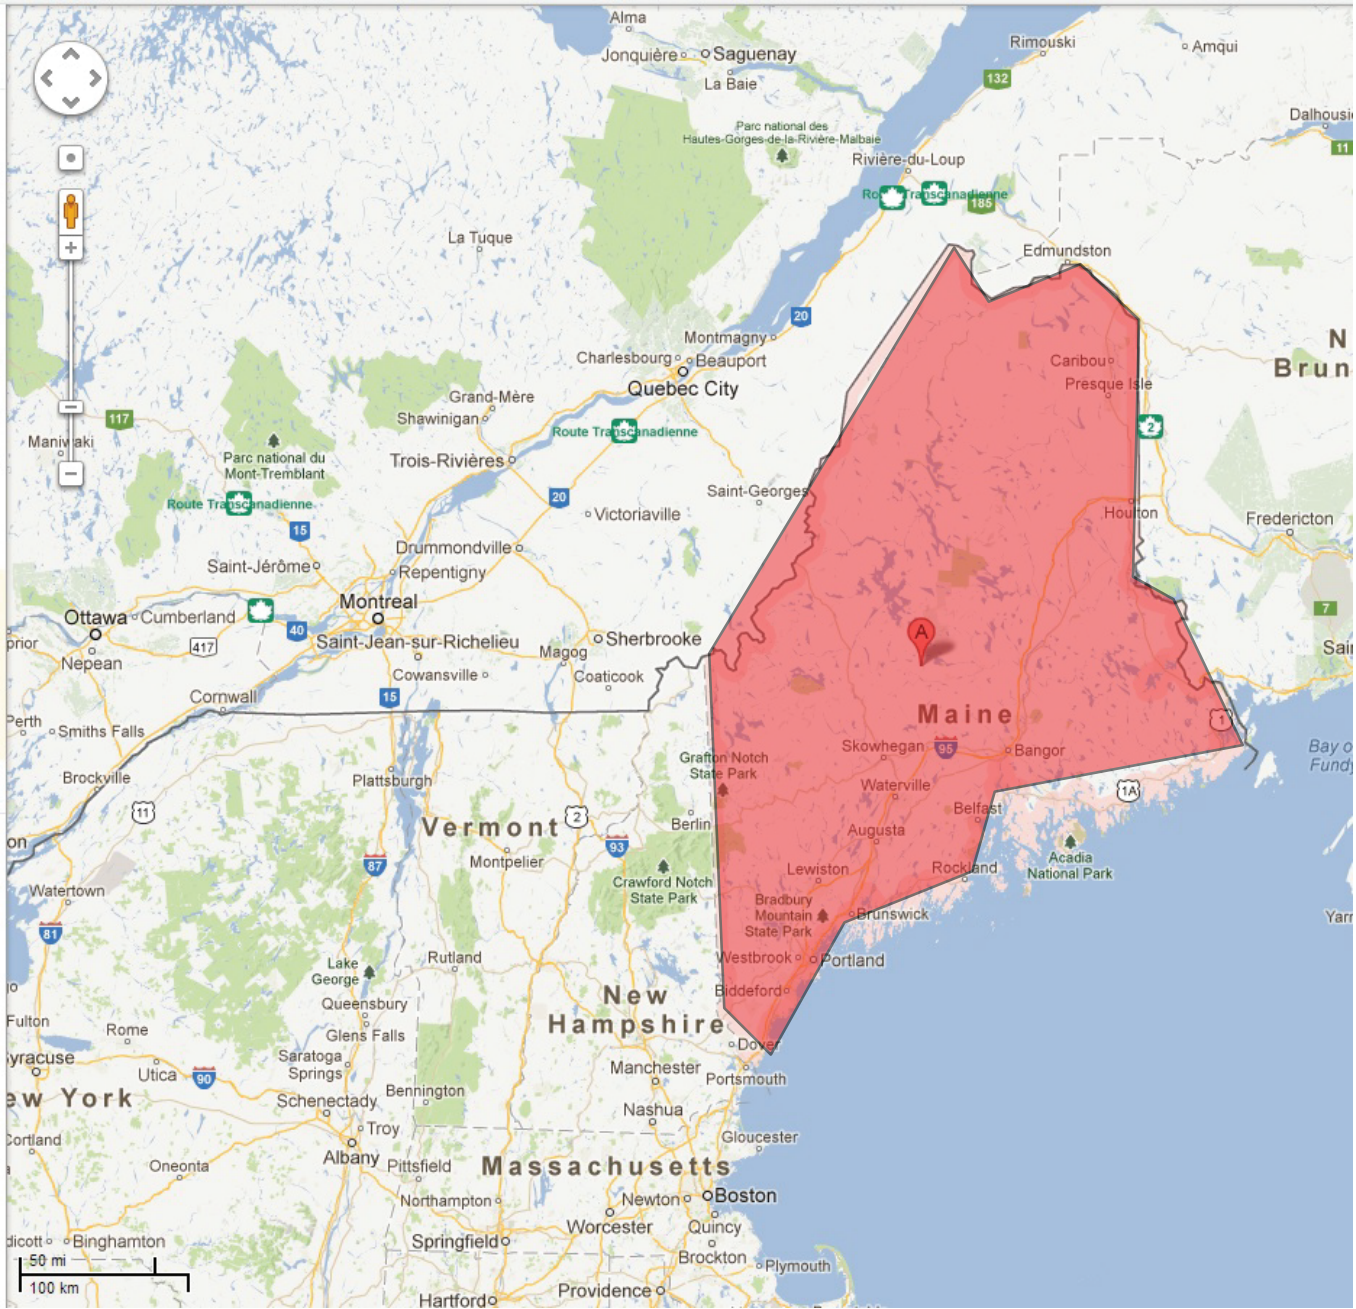 Alma
Rimouski
Amqui
Jonquière
Saguenay
La Baie
132
Dalhousi
Parc national des
Hautes-Gorges-de-la-Rivière-Malbaie
11
Rivière-du-Loup
Route Transcanadienne
185
La Tuque
Edmundston
20
Montmagny
N
Brun
Charlesbourg
Beauport
Caribou
Quebec City
Presque Isle
Grand-Mère
Shawinigan
117
2
Route Transcanadienne
Maniwaki
Parc national du
Mont-Tremblant
Trois-Rivières
Saint-Georges
20
Route Transcanadienne
Victoriaville
Houlton
Fredericton
15
Drummondville
Saint-Jérôme
Repentigny
Montreal
7
Ottawa
Cumberland
40
A
prior
417
Saint-Jean-sur-Richelieu
Sherbrooke
Sai
Nepean
Magog
Cowansville
Coaticook
Cornwall
15
Maine
1
Perth
Smiths Falls
Skowhegan
95
Bangor
Bay o
Fundy
Grafton Notch
State Park
Brockville
Plattsburgh
Waterville
1A
11
Belfast
Vermont
2
Berlin
Augusta
on
93
Montpelier
87
Acadia
National Park
Lewiston
Rockland
Crawford Notch
State Park
Watertown
Bradbury
Mountain
State Park
Brunswick
Yarr
81
Rutland
Westbrook
Portland
Lake
George
Biddeford
New
Hampshire
Queensbury
Fulton
Rome
Glens Falls
Dover
Syracuse
Saratoga
Springs
Manchester
Utica
90
Portsmouth
Bennington
ew York
Schenectady
Nashua
Troy
Cortland
Gloucester
Albany
Oneonta
Pittsfield
Massachusetts
Northampton
Newton
Boston
Worcester
Quincy
dicott
Binghamton
Springfield
Brockton
50 mi
Plymouth
100 km
Providence
Hartford